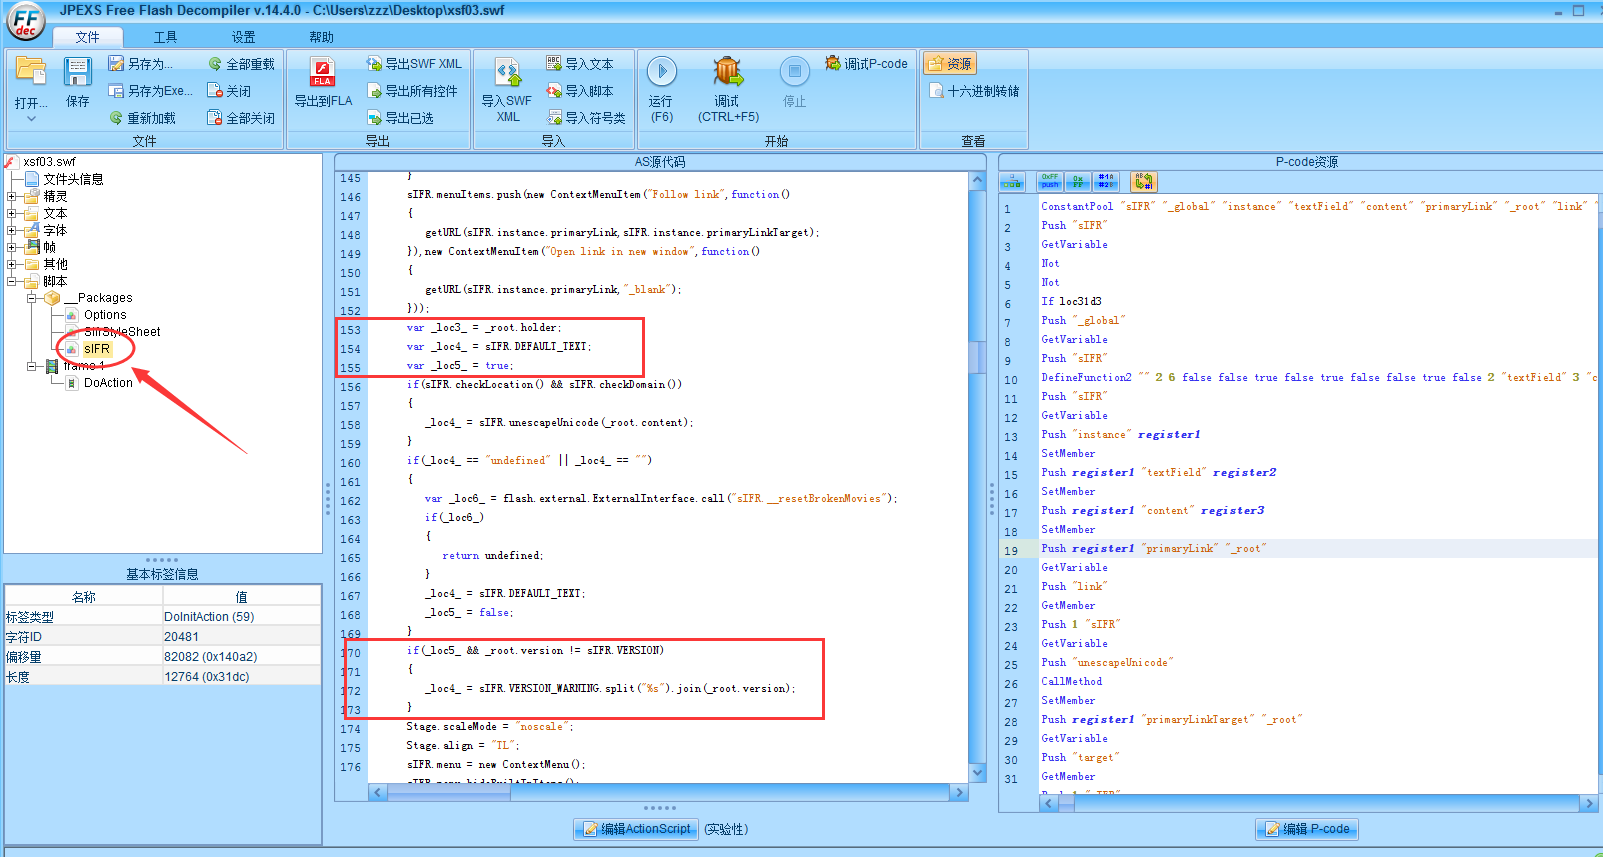 JPEXS Free Flash Decompiler v.14.4.0 - C:\Users\zzz\Desktop\xsf03.swf
FF
dec
文件
工具
设置
帮助
打开...
保存
另存为...
另存为Exe...
重新加载
全部重载
关闭
全部关闭
文件
FLA
导出到FLA
导出SWF XML
导出所有控件
导出已选
导出
导入SWF
XML
导入文本
导入脚本
导入符号类
导入
运行
(F6)
调试
(CTRL+F5)
停止
调试P-code
开始
资源
十六进制转储
查看
xsf03.swf
文件头信息
精灵
文本
字体
帧
其他
脚本
__Packages
Options
SifrStyleSheet
sIFR
frame 1
DoAction
基本标签信息
名称 值
标签类型 DoInitAction (59)
字符ID 20481
偏移量 82082 (0x140a2)
长度 12764 (0x31dc)
AS源代码
145 }
146 sIFR.menuItems.push(new ContextMenuItem("Follow link",function()
147 {
148 getURL(sIFR.instance.primaryLink,sIFR.instance.primaryLinkTarget);
149 }),new ContextMenuItem("Open link in new window",function()
150 {
151 getURL(sIFR.instance.primaryLink,"_blank");
152 }));
153 var _loc3_ = _root.holder;
154 var _loc4_ = sIFR.DEFAULT_TEXT;
155 var _loc5_ = true;
156 if(sIFR.checkLocation() && sIFR.checkDomain())
157 {
158 _loc4_ = sIFR.unescapeUnicode(_root.content);
159 }
160 if(_loc4_ == "undefined" || _loc4_ == "")
161 {
162 var _loc6_ = flash.external.ExternalInterface.call("sIFR.__resetBrokenMovies");
163 if(_loc6_)
164 {
165 return undefined;
166 }
167 _loc4_ = sIFR.DEFAULT_TEXT;
168 _loc5_ = false;
169 }
170 if(_loc5_ && _root.version != sIFR.VERSION)
171 {
172 _loc4_ = sIFR.VERSION_WARNING.split("%s").join(_root.version);
173 }
174 Stage.scaleMode = "noscale";
175 Stage.align = "TL";
176 sIFR.menu = new ContextMenu();
sIFR.menu.hideBuiltInItems();
编辑ActionScript (实验性)
P-code资源
1 ConstantPool "sIFR" "_global" "instance" "textField" "content" "primaryLink" "_root" "link" "
2 Push "sIFR"
3 GetVariable
4 Not
5 Not
6 If loc31d3
7 Push "_global"
8 GetVariable
9 Push "sIFR"
10 DefineFunction2 "" 2 6 false false true false true false false true false 2 "textField" 3 "c
11 Push "sIFR"
12 GetVariable
13 Push "instance" register1
14 SetMember
15 Push register1 "textField" register2
16 SetMember
17 Push register1 "content" register3
18 SetMember
19 Push register1 "primaryLink" "_root"
20 GetVariable
21 Push "link"
22 GetMember
23 Push 1 "sIFR"
24 GetVariable
25 Push "unescapeUnicode"
26 CallMethod
27 SetMember
28 Push register1 "primaryLinkTarget" "_root"
29 GetVariable
30 Push "target"
31 GetMember
Push 1 "sIFR"
编辑 P-code